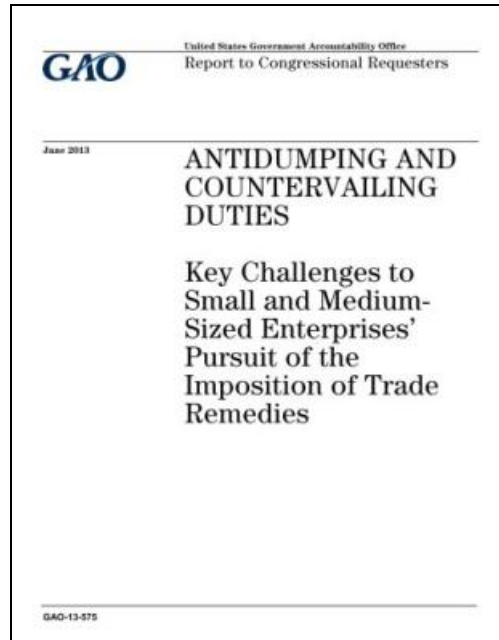 United States Government Accountability Office
GAO
Report to Congressional Requesters
June 2013
ANTIDUMPING AND
COUNTERVAILING
DUTIES
Key Challenges to
Small and Medium-
Sized Enterprises’
Pursuit of the
Imposition of Trade
Remedies
GAO-13-575